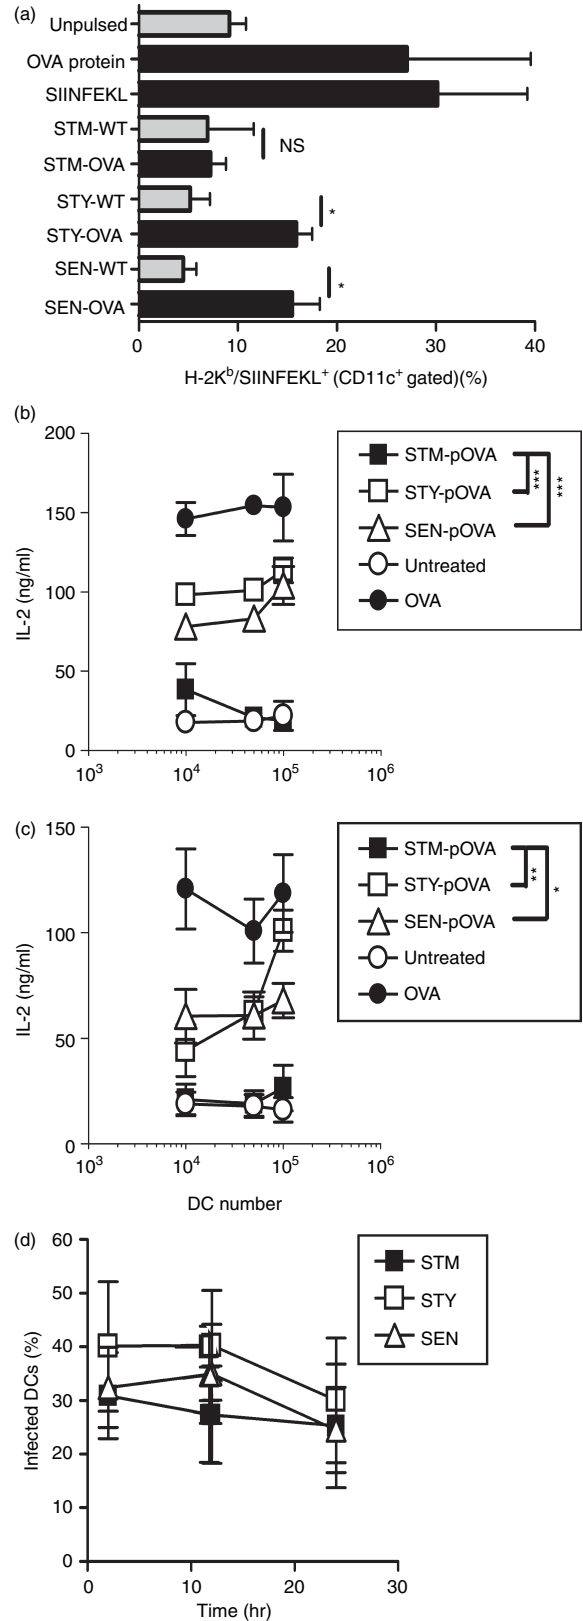 (a)
Unpulsed
OVA protein
SIINFEKL
STM-WT
STM-OVA
NS
STY-WT
STY-OVA
*
SEN-WT
SEN-OVA
*
0 10 20 30 40
H-2Kᵇ/SIINFEKL⁺ (CD11c⁺ gated)(%)
(b)
200
150
100
50
0
IL-2 (ng/ml)
10³ 10⁴ 10⁵ 10⁶
STM-pOVA
STY-pOVA
SEN-pOVA
Untreated
OVA
***
***
(c)
150
100
50
0
IL-2 (ng/ml)
10³ 10⁴ 10⁵ 10⁶
DC number
STM-pOVA
STY-pOVA
SEN-pOVA
Untreated
OVA
**
*
(d)
60
50
40
30
20
10
0
Infected DCs (%)
0 10 20 30
Time (hr)
STM
STY
SEN